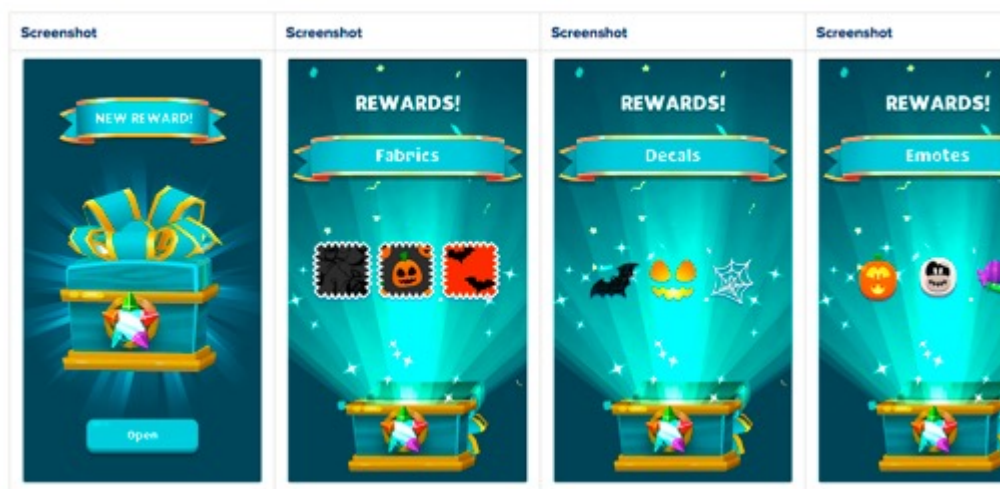 Screenshot
Screenshot
Screenshot
Screenshot
NEW REWARD!
Open
REWARDS!
Fabrics
REWARDS!
Decals
REWARDS!
Emotes